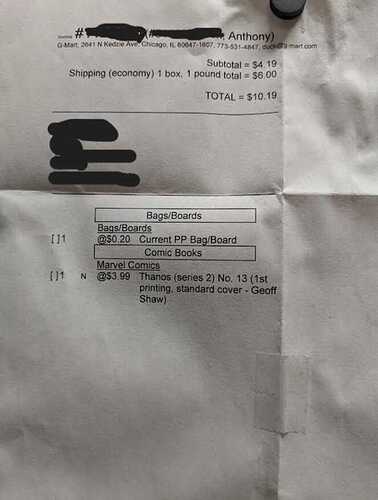 # Anthony)
G-Mart, 2641 N Kedzie Ave, Chicago, IL 60647-1607, 773-531-4847,
Subtotal = $4.19
Shipping (economy) 1 box, 1 pound total = $6.00
TOTAL = $10.19
Bags/Boards
Bags/Boards
[ ]1 @$0.20 Current PP Bag/Board
Comic Books
Marvel Comics
[ ]1 N @$3.99 Thanos (series 2) No. 13 (1st
printing, standard cover - Geoff
Shaw)